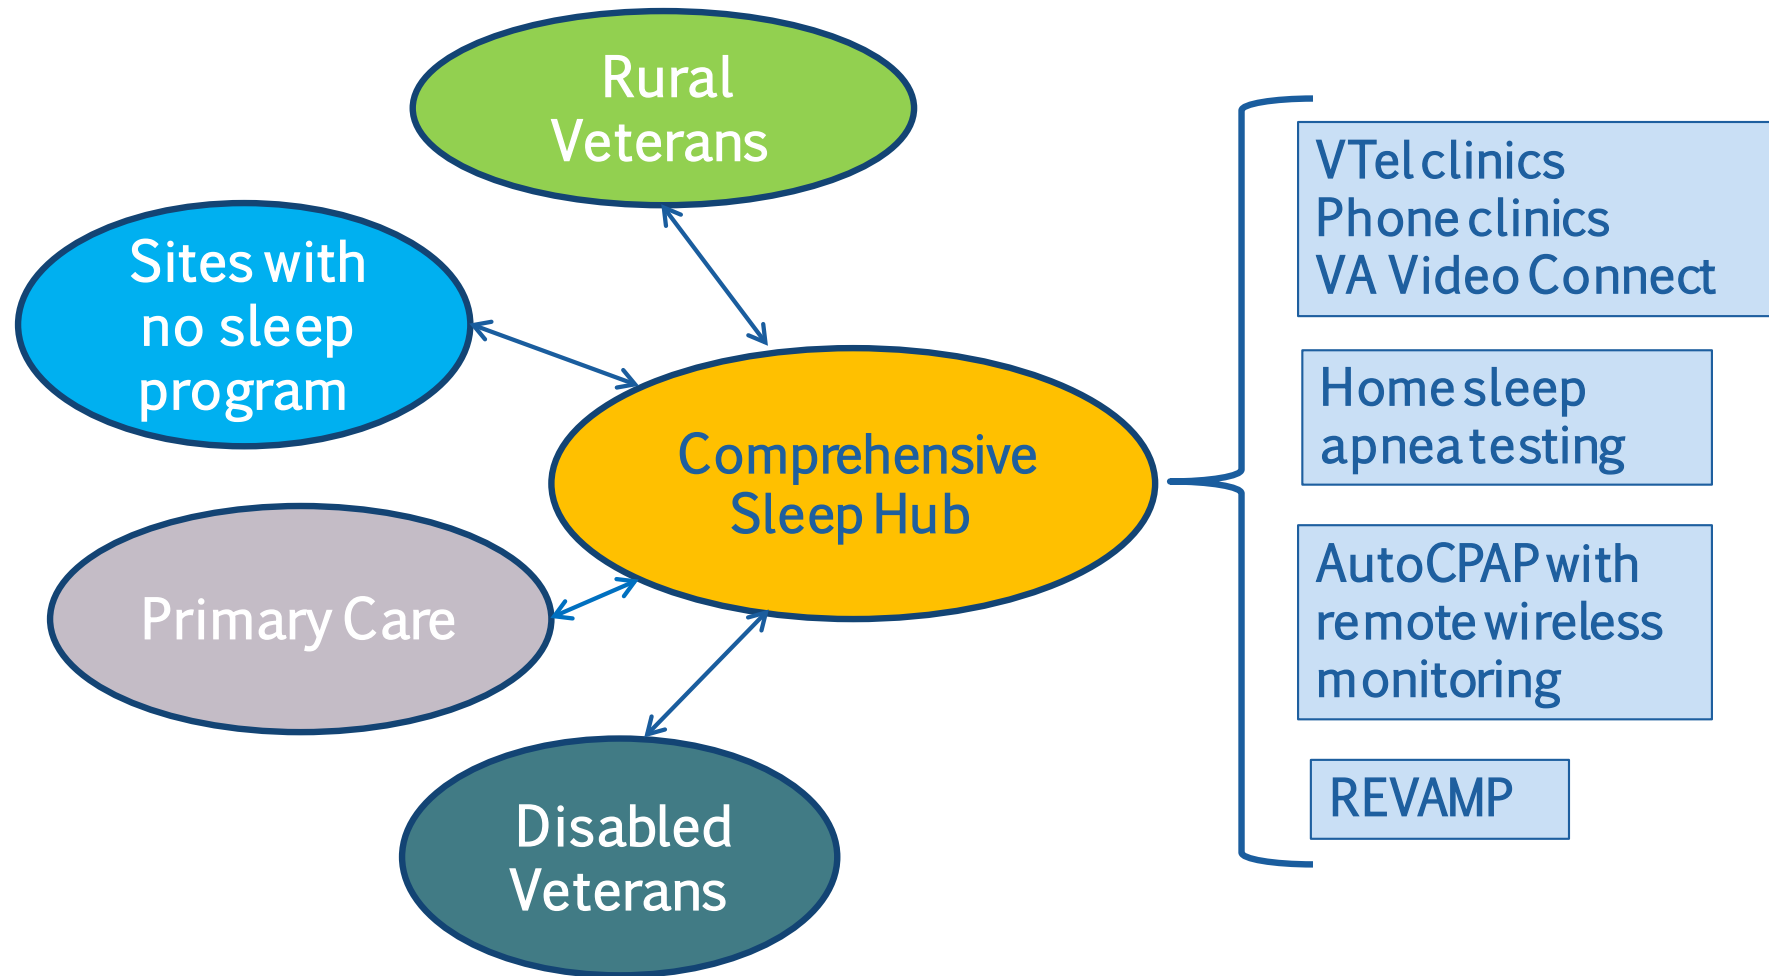 Rural
Veterans
Sites with
no sleep
program
Comprehensive
Sleep Hub
Primary Care
Disabled
Veterans
VTel clinics
Phone clinics
VA Video Connect
Home sleep
apnea testing
AutoCPAP with
remote wireless
monitoring
REVAMP